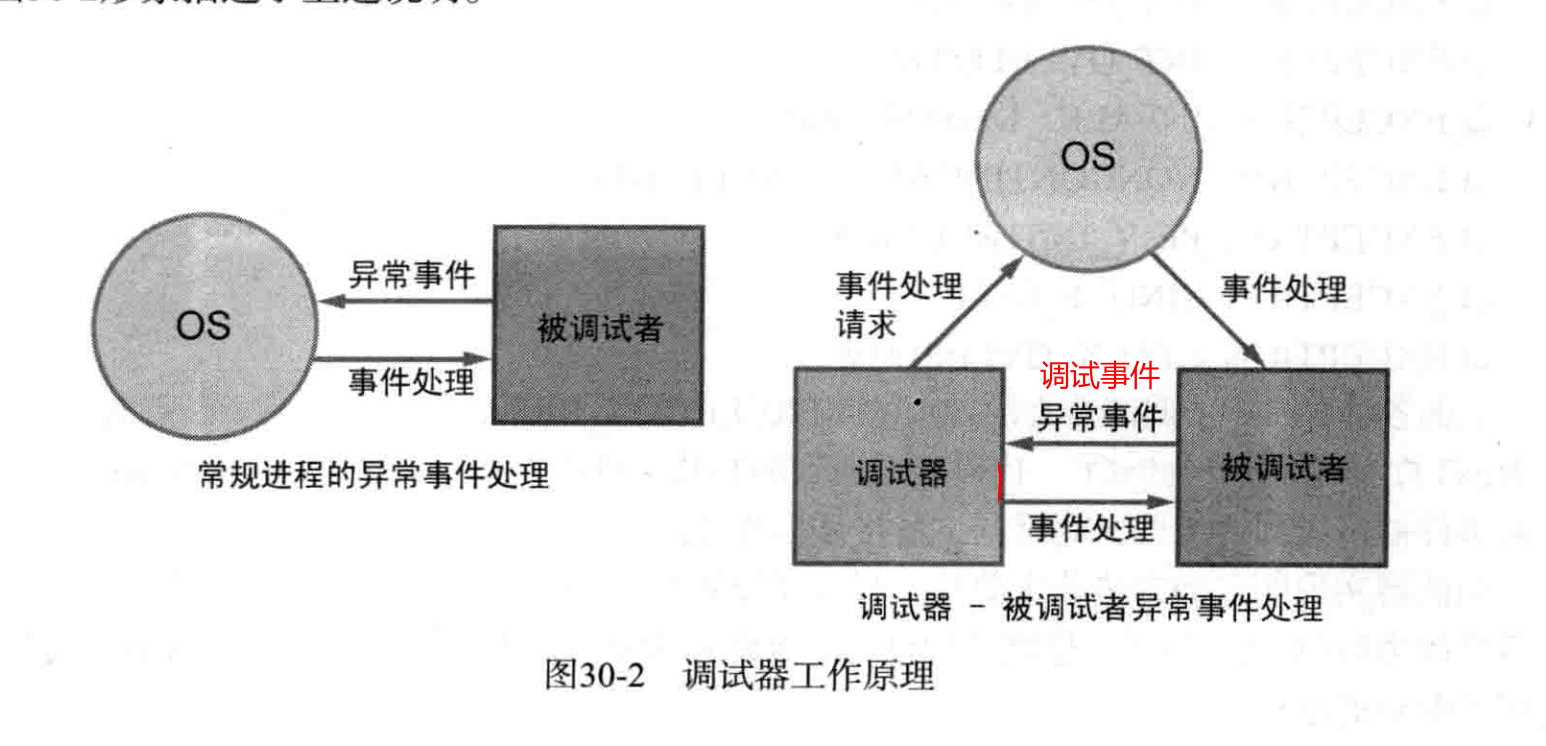 OS
异常事件
事件处理
被调试者
常规进程的异常事件处理
OS
事件处理
请求
事件处理
调试事件
异常事件
调试器
被调试者
事件处理
调试器 - 被调试者异常事件处理
图30-2 调试器工作原理